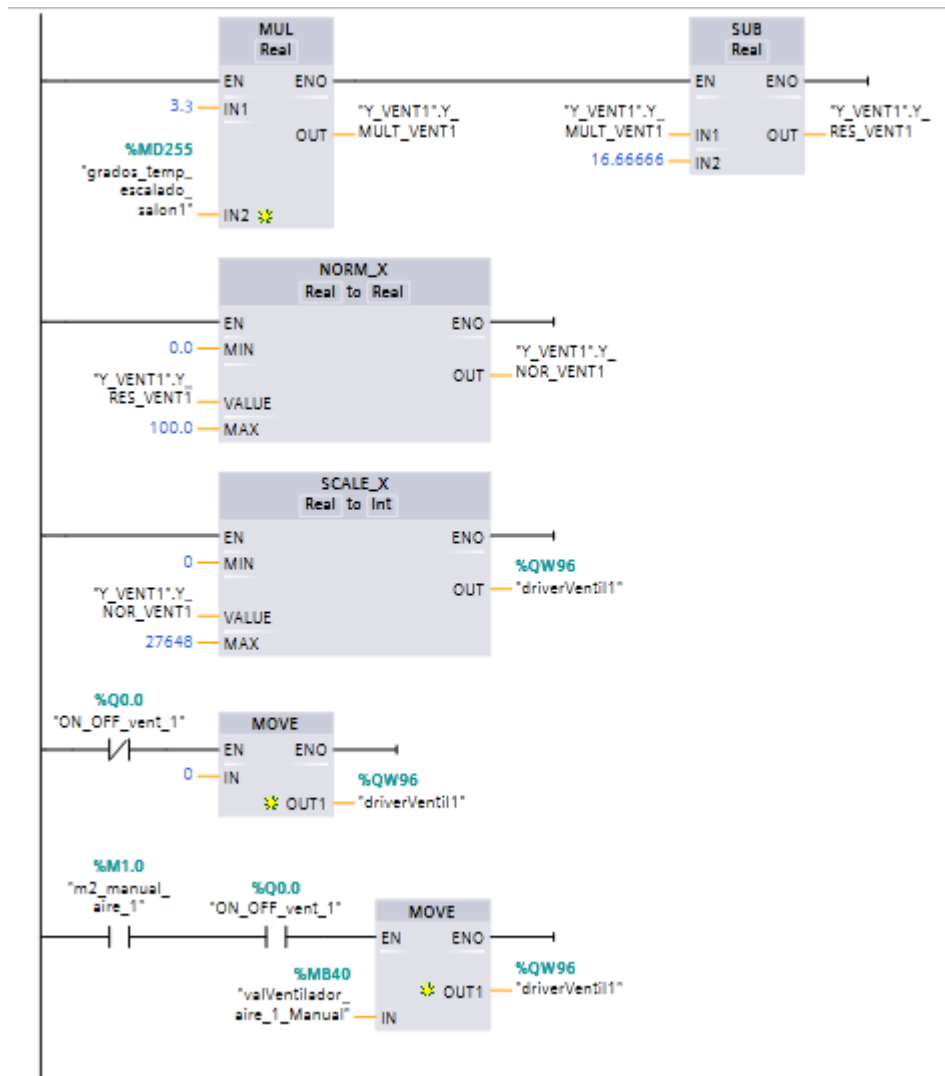 MUL
Real
EN ENO
3.3 IN1
OUT
"Y_VENT1".Y_
MULT_VENT1
%MD255
"grados_temp_
escalado_
salon1"
IN2
SUB
Real
EN ENO
"Y_VENT1".Y_
MULT_VENT1
IN1
OUT
"Y_VENT1".Y_
RES_VENT1
16.66666 IN2
NORM_X
Real to Real
EN ENO
0.0 MIN
OUT
"Y_VENT1".Y_
NOR_VENT1
"Y_VENT1".Y_
RES_VENT1
VALUE
100.0 MAX
SCALE_X
Real to Int
EN ENO
0 MIN
%QW96
OUT "driverVentil1"
"Y_VENT1".Y_
NOR_VENT1
VALUE
27648 MAX
%Q0.0
"ON_OFF_vent_1"
MOVE
EN ENO
0 IN
%QW96
OUT1 "driverVentil1"
%M1.0
"m2_manual_
aire_1"
%Q0.0
"ON_OFF_vent_1"
MOVE
EN ENO
%MB40
"valVentilador_
aire_1_Manual"
IN
%QW96
OUT1 "driverVentil1"